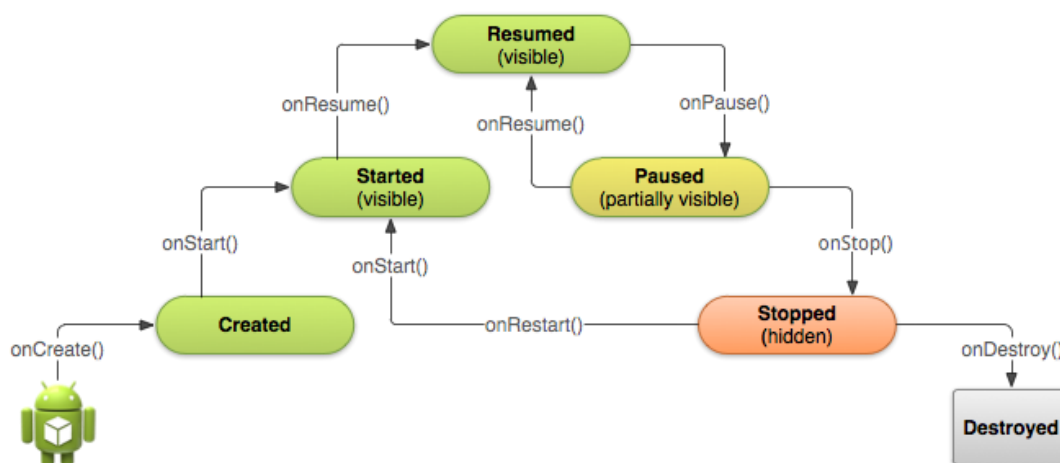 Resumed
(visible)
onResume()
onResume()
onPause()
Started
(visible)
Paused
(partially visible)
onStart()
onStart()
onStop()
Created
onRestart()
Stopped
(hidden)
onCreate()
onDestroy()
Destroyed